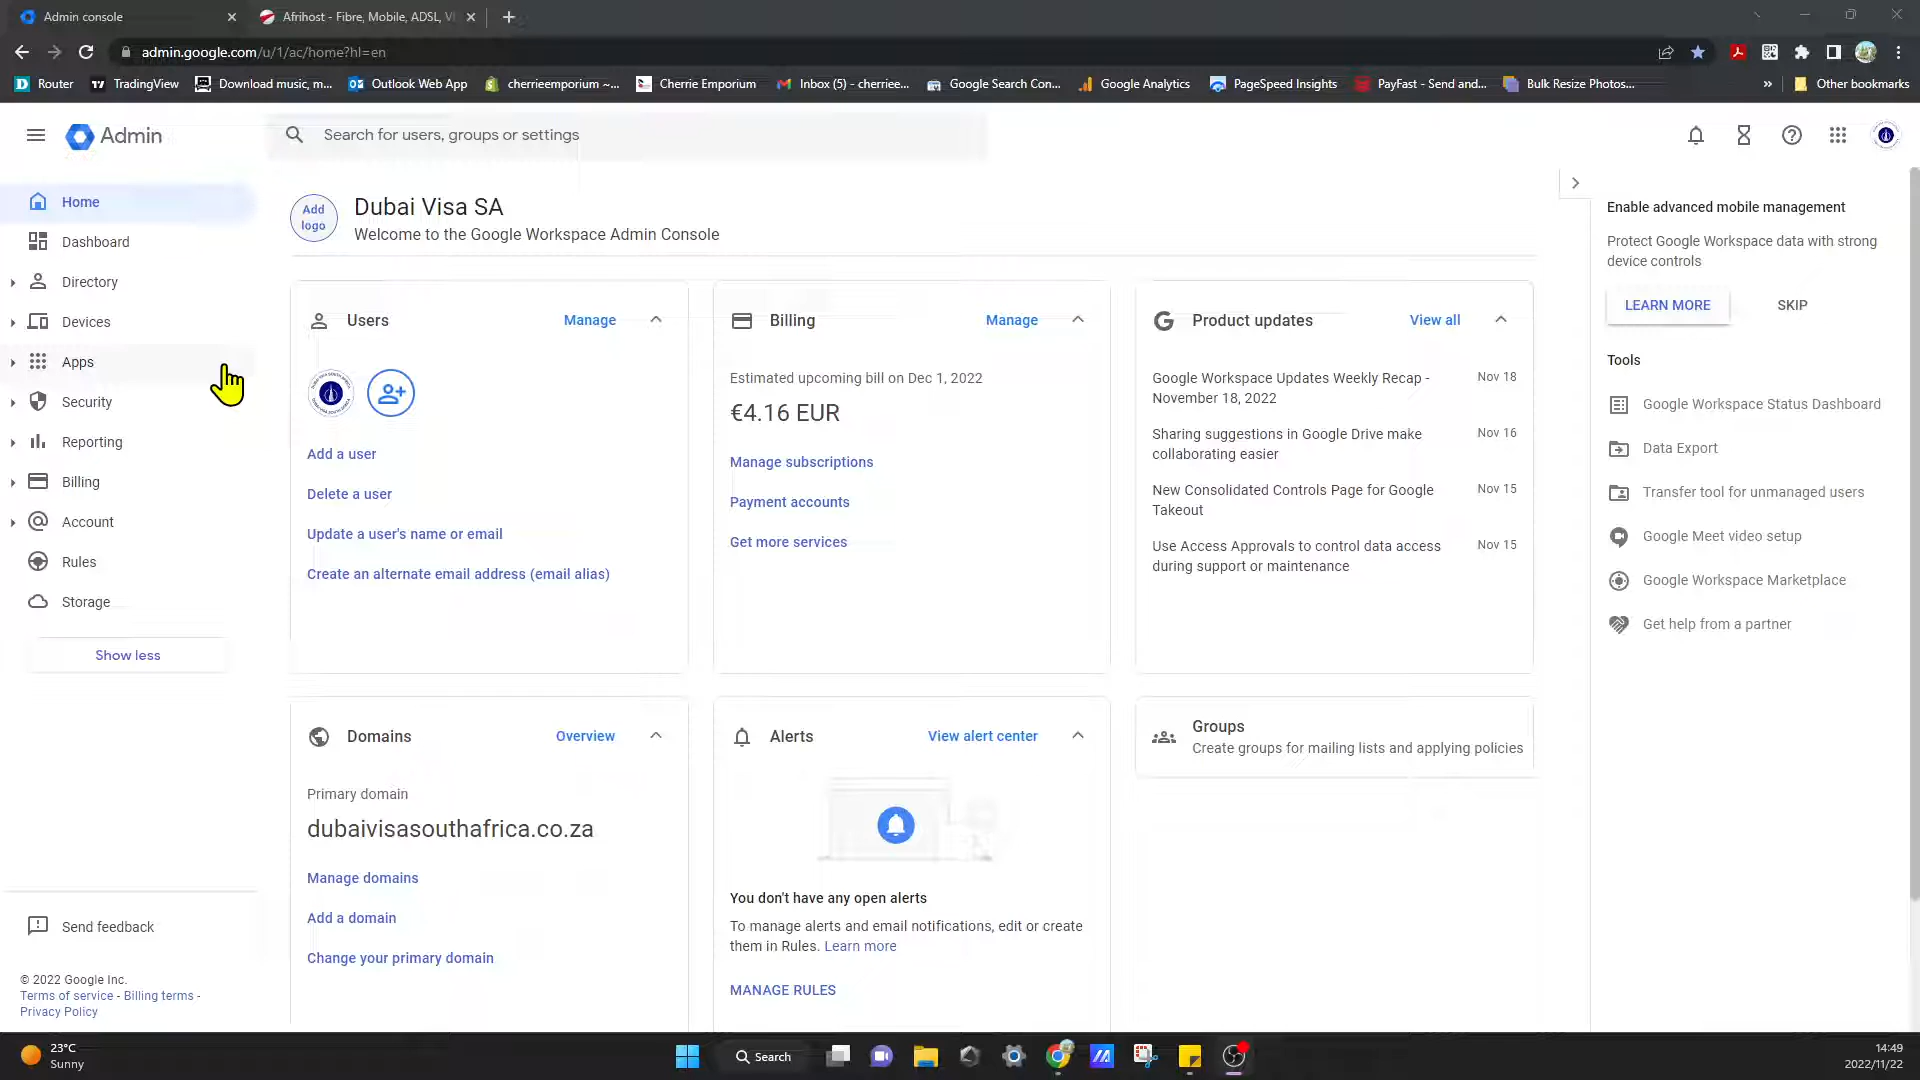 Admin console
Afrihost - Fibre, Mobile, ADSL, VI
admin.google.com/u/1/ac/home?hl=en
Router
TradingView
Download music, m...
Outlook Web App
cherrieemporium ~...
Cherrie Emporium
Inbox (5) - cherriee...
Google Search Con...
Google Analytics
PageSpeed Insights
PayFast - Send and...
Bulk Resize Photos...
Other bookmarks
Admin
Search for users, groups or settings
Home
Dashboard
Directory
Devices
Apps
Security
Reporting
Billing
Account
Rules
Storage
Show less
Send feedback
© 2022 Google Inc.
Terms of service - Billing terms -
Privacy Policy
Add logo
Dubai Visa SA
Welcome to the Google Workspace Admin Console
Users
Manage
Add a user
Delete a user
Update a user's name or email
Create an alternate email address (email alias)
Billing
Manage
Estimated upcoming bill on Dec 1, 2022
€4.16 EUR
Manage subscriptions
Payment accounts
Get more services
Product updates
View all
Google Workspace Updates Weekly Recap -
November 18, 2022
Nov 18
Sharing suggestions in Google Drive make
collaborating easier
Nov 16
New Consolidated Controls Page for Google
Takeout
Nov 15
Use Access Approvals to control data access
during support or maintenance
Nov 15
Domains
Overview
Primary domain
dubaivisasouthafrica.co.za
Manage domains
Add a domain
Change your primary domain
Alerts
View alert center
You don't have any open alerts
To manage alerts and email notifications, edit or create
them in Rules. Learn more
MANAGE RULES
Groups
Create groups for mailing lists and applying policies
Enable advanced mobile management
Protect Google Workspace data with strong
device controls
LEARN MORE
SKIP
Tools
Google Workspace Status Dashboard
Data Export
Transfer tool for unmanaged users
Google Meet video setup
Google Workspace Marketplace
Get help from a partner
23°C
Sunny
Search
14:49
2022/11/22